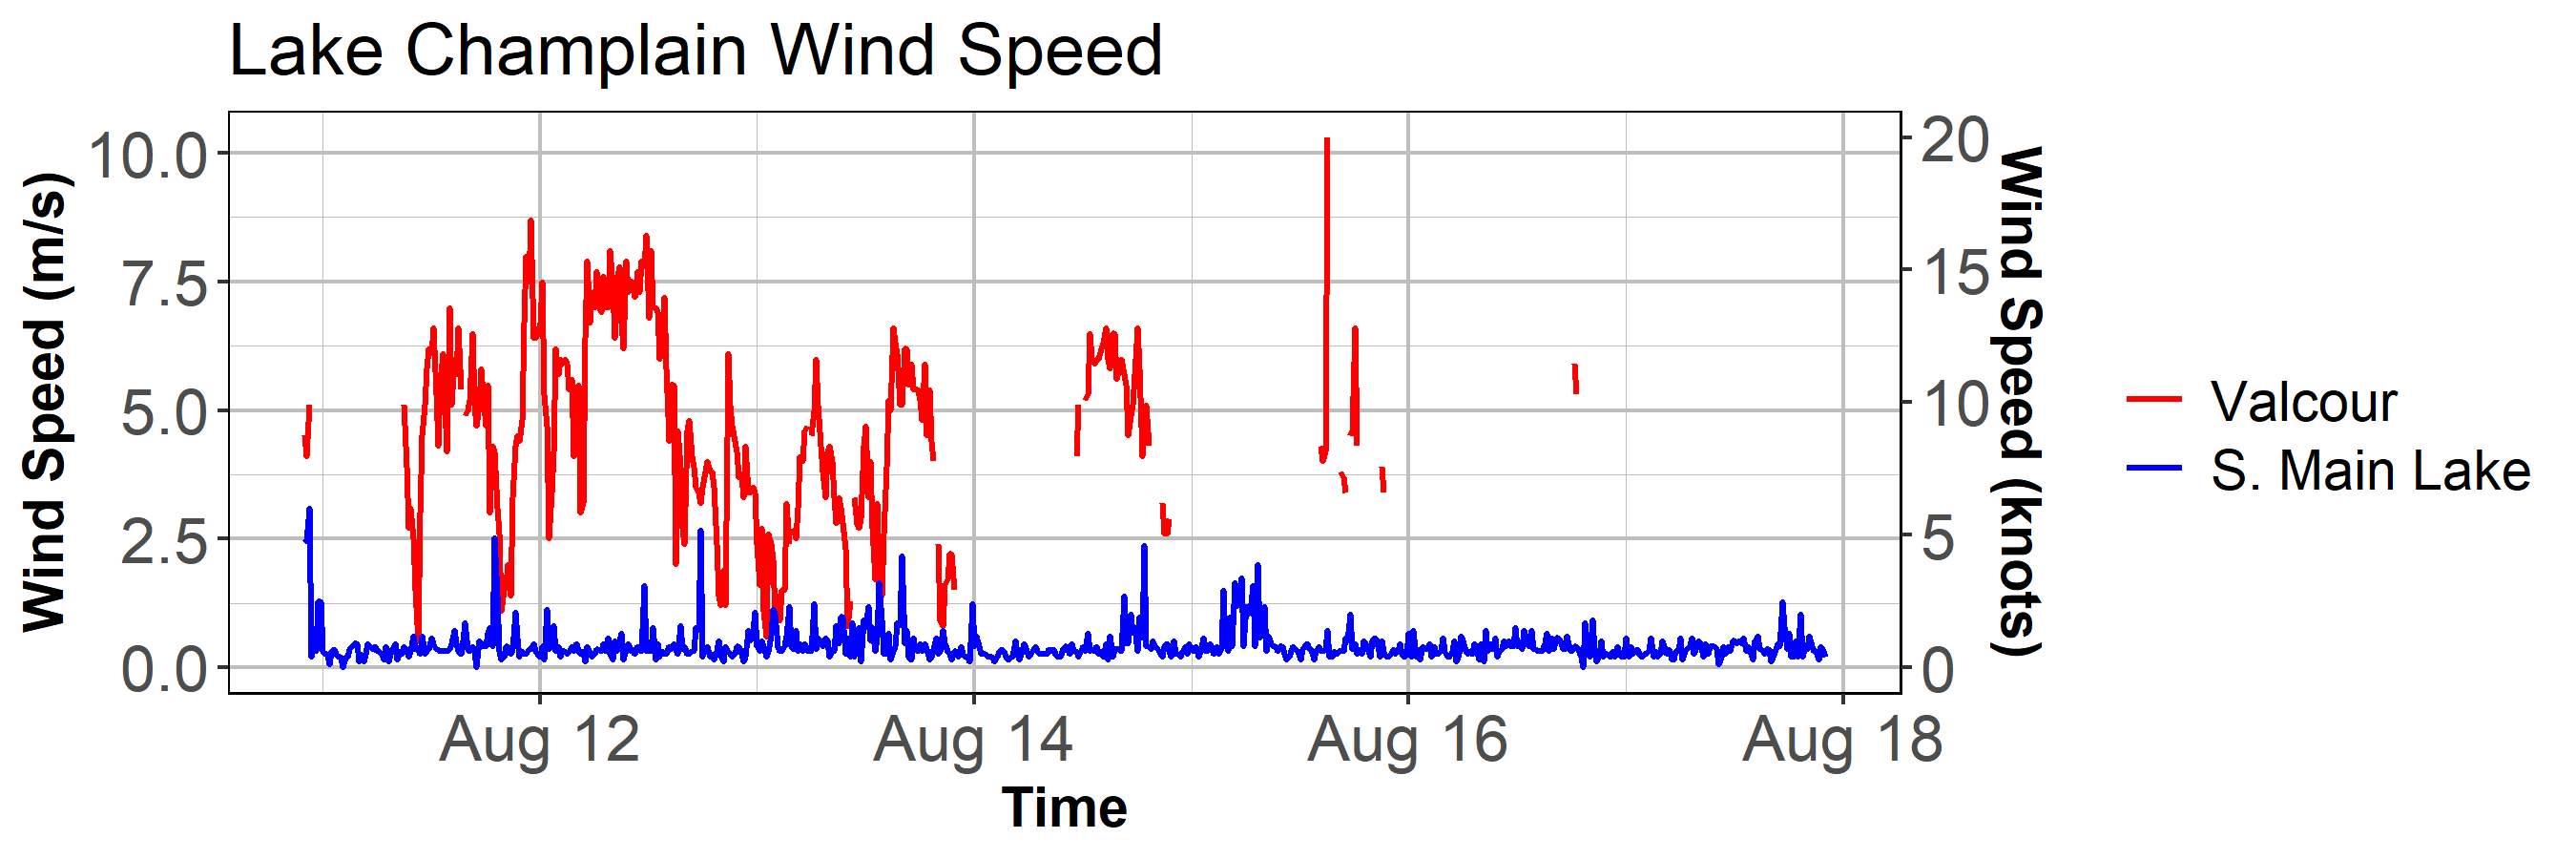 Lake Champlain Wind Speed
Wind Speed (m/s)
10.0
7.5
5.0
2.5
0.0
20
15
10
5
0
Wind Speed (knots)
Aug 12
Aug 14
Aug 16
Aug 18
Time
Valcour
S. Main Lake